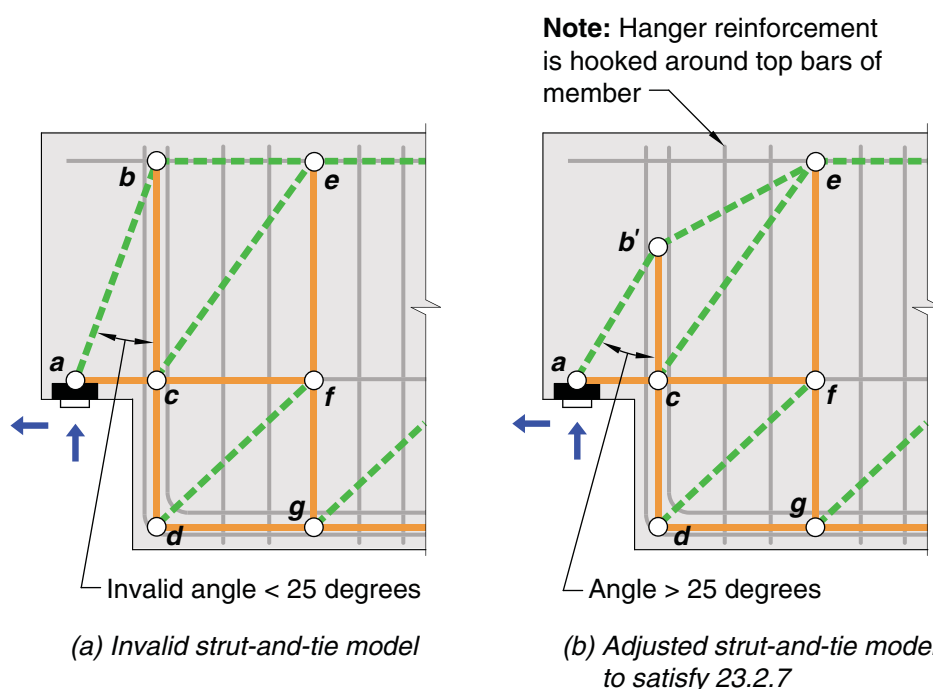 Note: Hanger reinforcement
is hooked around top bars of
member
b
e
a
c
f
d
g
Invalid angle < 25 degrees
(a) Invalid strut-and-tie model
e
b'
a
c
f
d
g
Angle > 25 degrees
(b) Adjusted strut-and-tie model
to satisfy 23.2.7